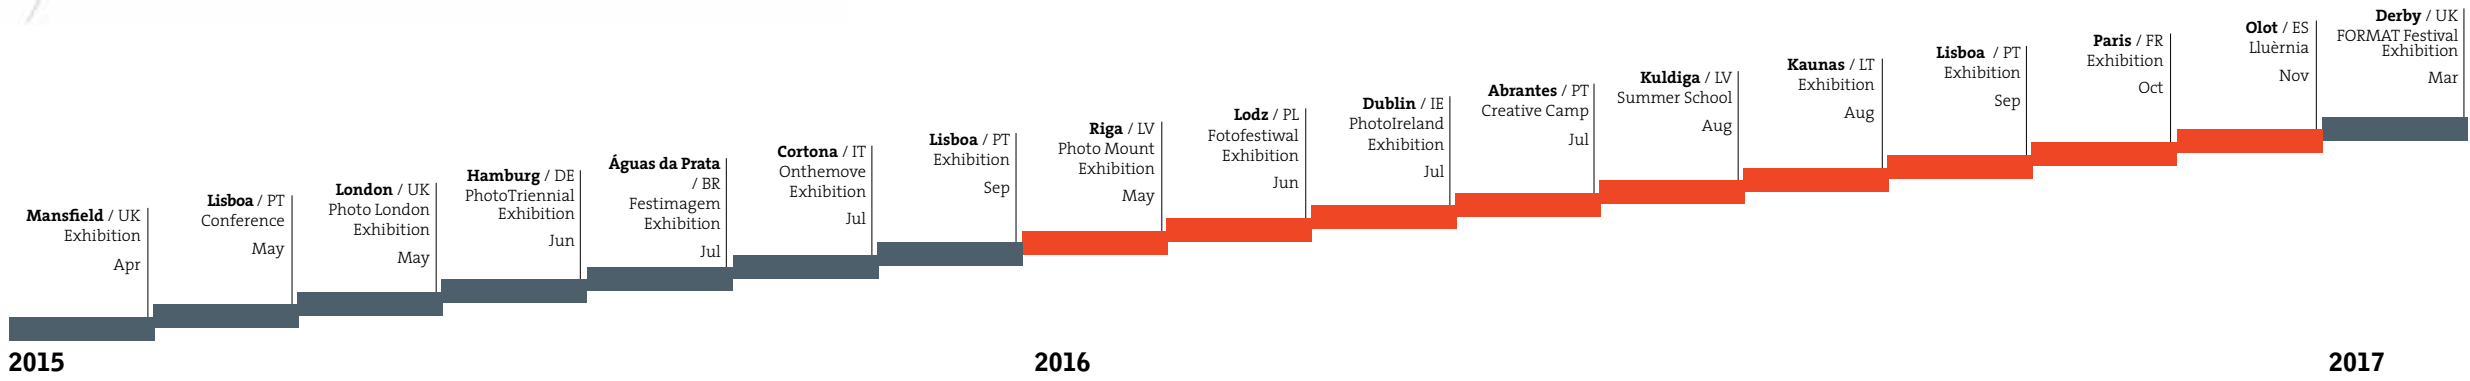 Mansfield / UK
Exhibition
Apr
Lisboa / PT
Conference
May
London / UK
Photo London
Exhibition
May
Hamburg / DE
PhotoTriennial
Exhibition
Jun
Águas da Prata
/ BR
Festimagem
Exhibition
Jul
Cortona / IT
Onthemove
Exhibition
Jul
Lisboa / PT
Exhibition
Sep
Riga / LV
Photo Mount
Exhibition
May
Lodz / PL
Fotofestiwal
Exhibition
Jun
Dublin / IE
PhotoIreland
Exhibition
Jul
Abrantes / PT
Creative Camp
Jul
Kuldiga / LV
Summer School
Aug
Kaunas / LT
Exhibition
Aug
Lisboa / PT
Exhibition
Sep
Paris / FR
Exhibition
Oct
Olot / ES
Lluèrnia
Nov
Derby / UK
FORMAT Festival
Exhibition
Mar
2015
2016
2017